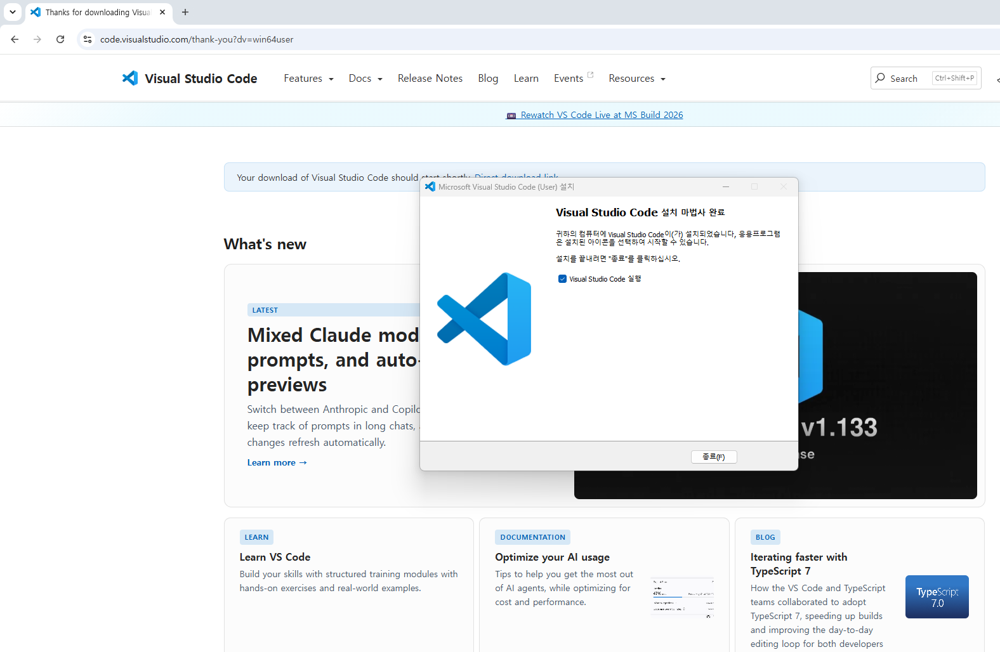 Thanks for downloading Visua
code.visualstudio.com/thank-you?dv=win64user
Visual Studio Code
Features
Docs
Release Notes
Blog
Learn
Events
Resources
Search
Ctrl+Shift+P
Rewatch VS Code Live at MS Build 2026
Your download of Visual Studio Code should start shortly. Direct download link
Microsoft Visual Studio Code (User) 설치
Visual Studio Code 설치 마법사 완료
귀하의 컴퓨터에 Visual Studio Code이(가) 설치되었습니다, 응용프로그램
은 설치된 아이콘을 선택하여 시작할 수 있습니다.
설치를 끝내려면 "종료"를 클릭하십시오.
Visual Studio Code 실행
종료(F)
What's new
LATEST
Mixed Claude mod
prompts, and auto-
previews
Switch between Anthropic and Copilo
keep track of prompts in long chats,
changes refresh automatically.
Learn more →
v1.133
se
LEARN
Learn VS Code
Build your skills with structured training modules with
hands-on exercises and real-world examples.
DOCUMENTATION
Optimize your AI usage
Tips to help you get the most out
of AI agents, while optimizing for
cost and performance.
47%
BLOG
Iterating faster with
TypeScript 7
How the VS Code and TypeScript
teams collaborated to adopt
TypeScript 7, speeding up builds
and improving the day-to-day
editing loop for both developers
TypeScript
7.0